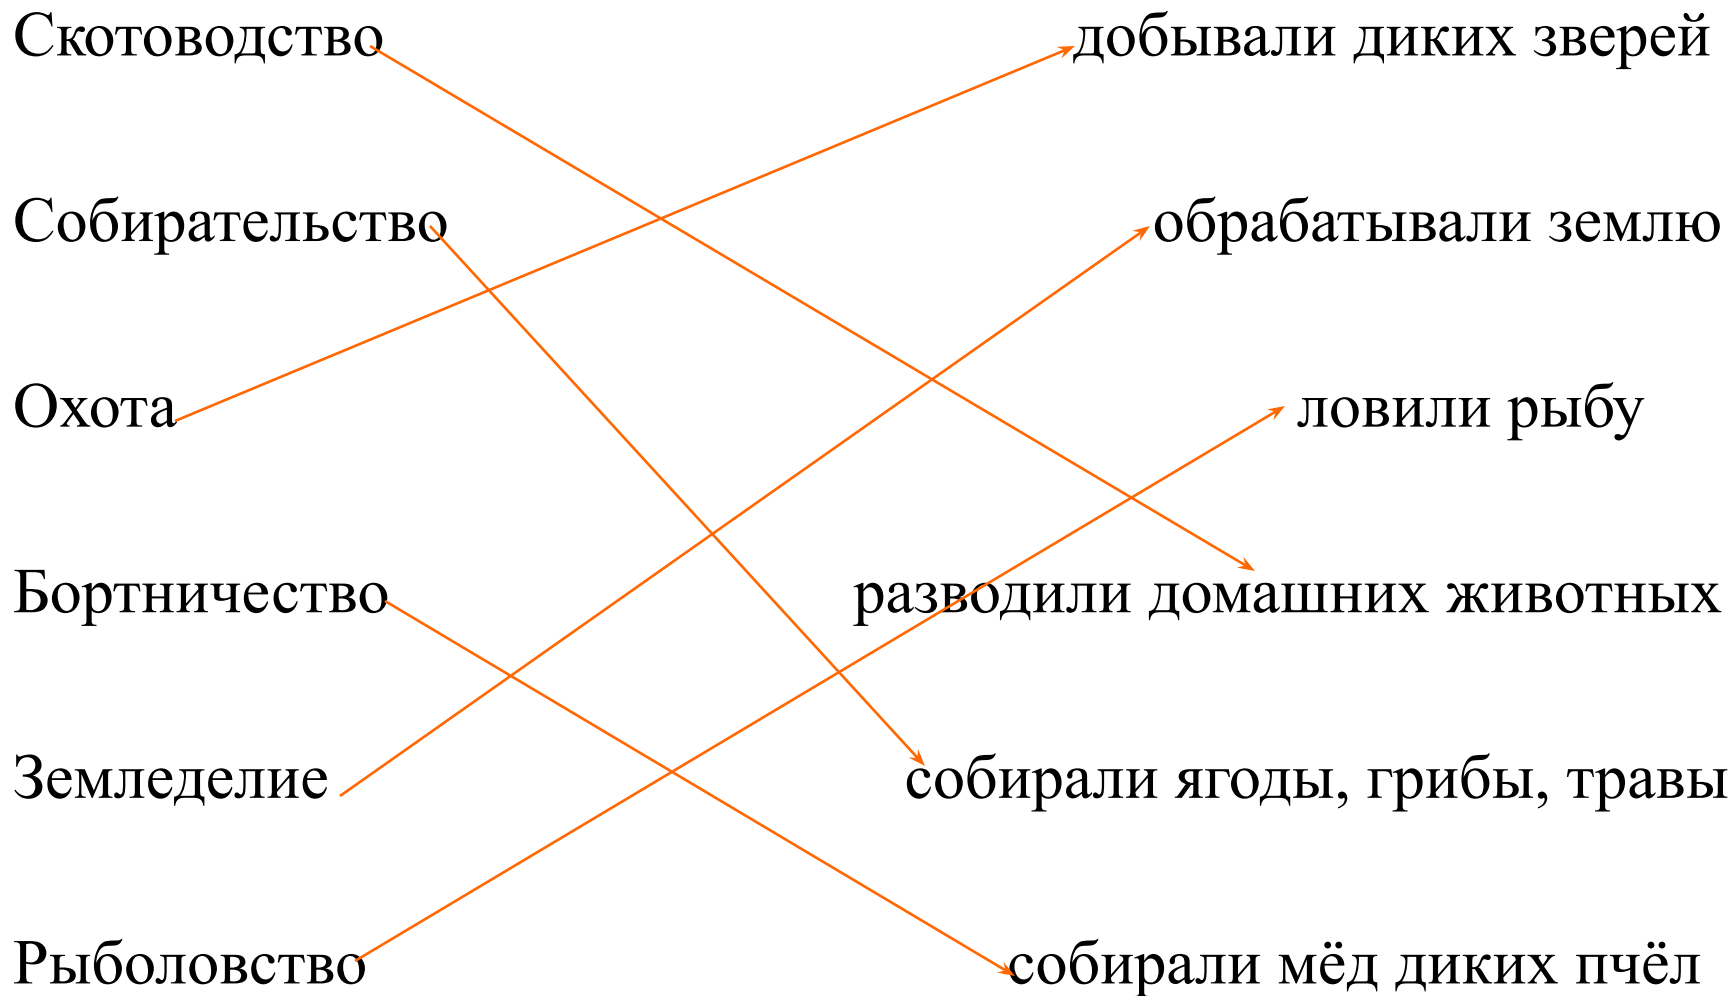 Скотоводство добывали диких зверей
Собирательство обрабатывали землю
Охота ловили рыбу
Бортничество разводили домашних животных
Земледелие собирали ягоды, грибы, травы
Рыболовство собирали мёд диких пчёл